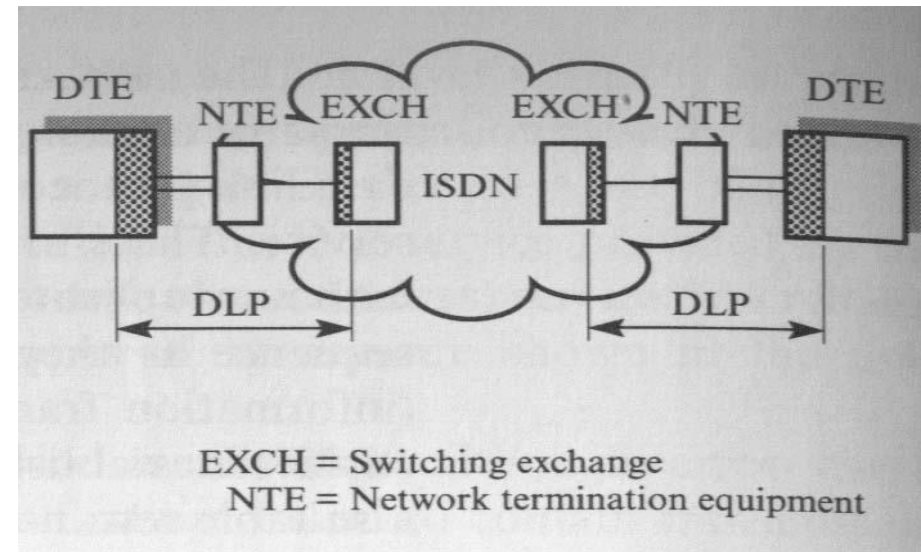 DTE NTE EXCH EXCH NTE DTE
ISDN
DLP DLP
EXCH = Switching exchange
NTE = Network termination equipment